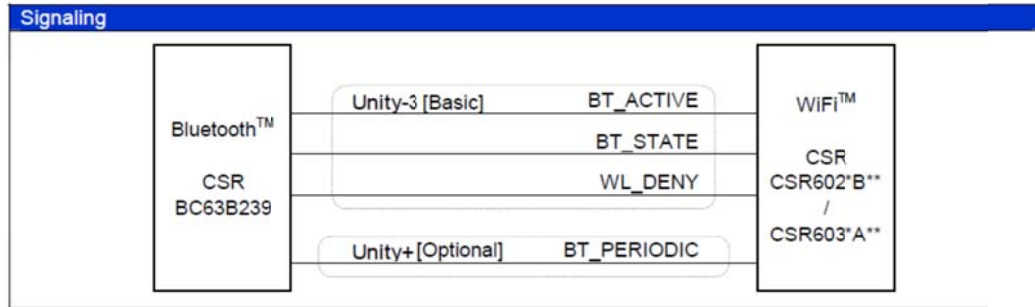 Signaling
Bluetooth™
CSR
BC63B239
Unity-3 [Basic]
BT_ACTIVE
BT_STATE
WL_DENY
Unity+ [Optional]
BT_PERIODIC
WiFi™
CSR
CSR602*B**
/
CSR603*A**